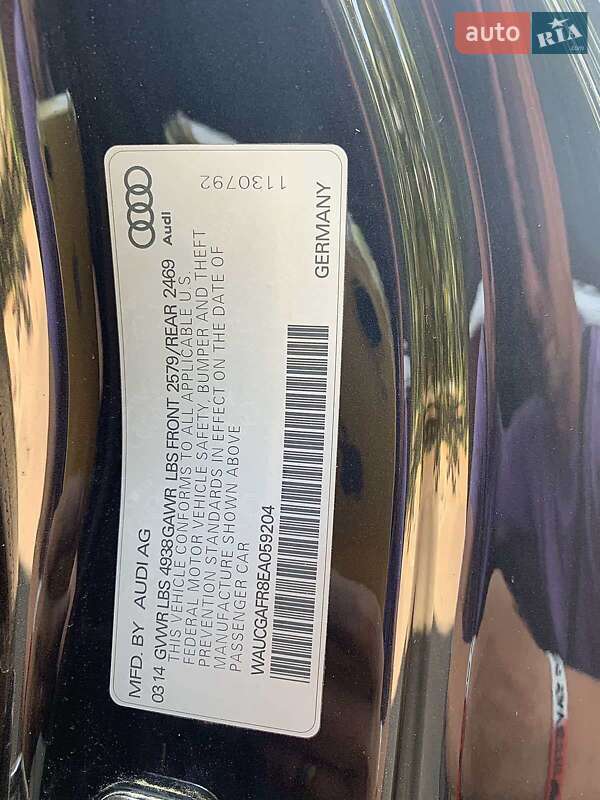 auto
RIA
.com
MFD. BY AUDI AG
Audi
0314 GVWR LBS 4938 GAWR LBS FRONT 2579/REAR 2469
THIS VEHICLE CONFORMS TO ALL APPLICABLE U.S.
FEDERAL MOTOR VEHICLE SAFETY, BUMPER AND THEFT
PREVENTION STANDARDS IN EFFECT ON THE DATE OF
MANUFACTURE SHOWN ABOVE
PASSENGER CAR
WAUCGAFR8EA059204
1130792
GERMANY